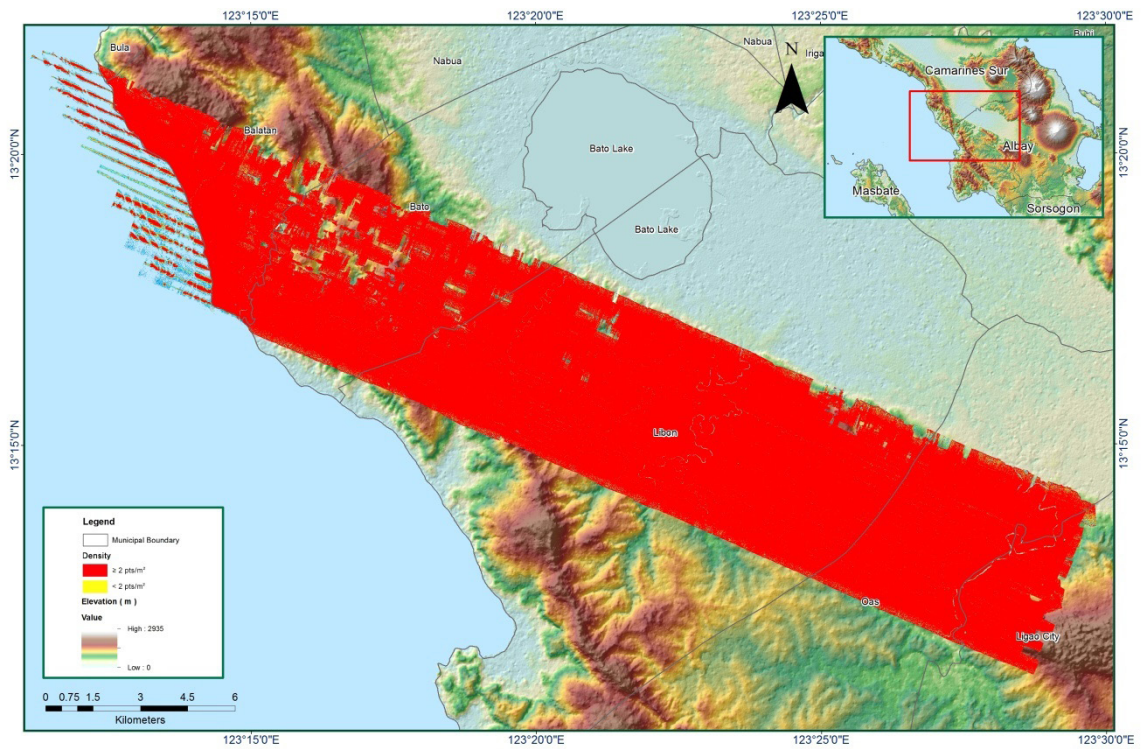 123°15'0"E
123°20'0"E
123°25'0"E
123°30'0"E
Bula
Nabua
Nabua
N
Iriga
Buhi
Camarines Sur
Albay
Masbate
Sorsogon
13°20'0"N
13°20'0"N
Balatan
Bato Lake
Bato
Bato Lake
13°15'0"N
13°15'0"N
Libon
Oas
Ligao City
Legend
Municipal Boundary
Density
≥ 2 pts/m²
< 2 pts/m²
Elevation ( m )
Value
High : 2935
Low : 0
0 0.75 1.5 3 4.5 6
Kilometers
123°15'0"E
123°20'0"E
123°25'0"E
123°30'0"E